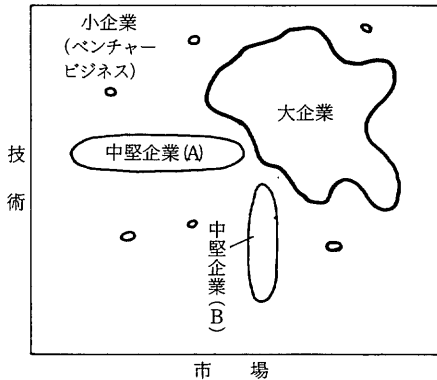 小企業
(ベンチャー
ビジネス)
大企業
中堅企業(A)
技術
中堅企業(B)
市場